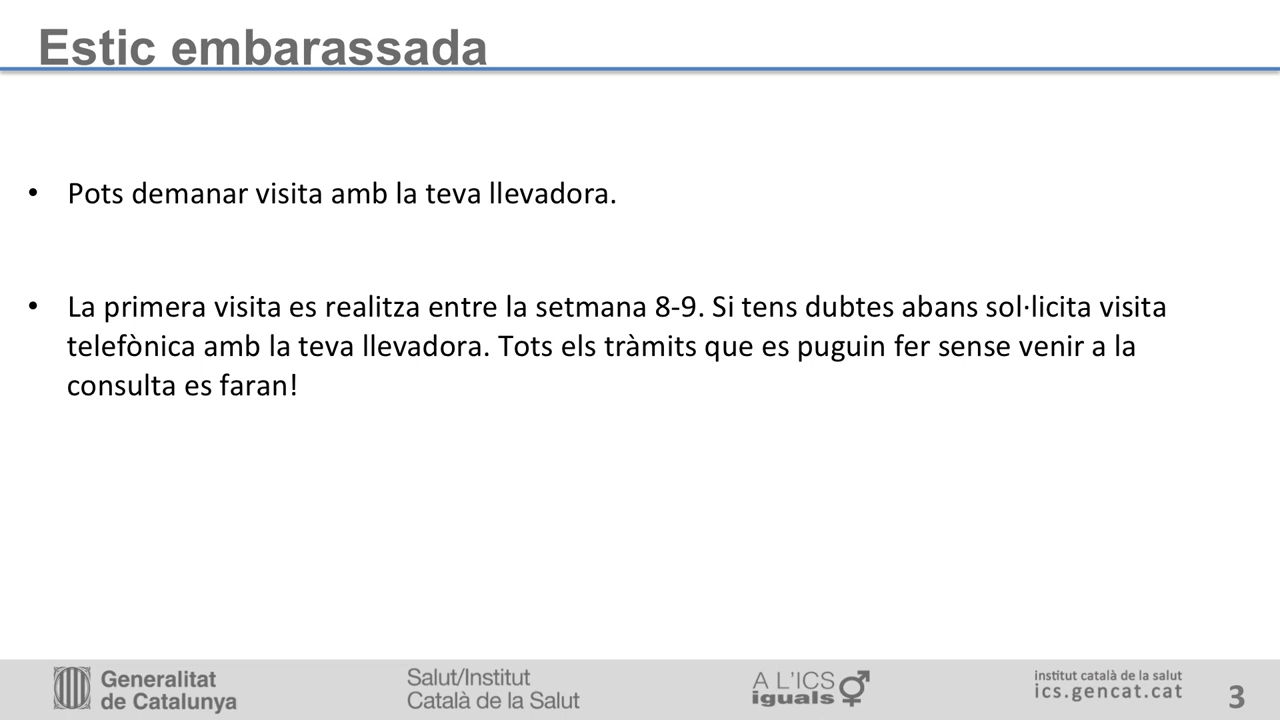 Estic embarassada
• Pots demanar visita amb la teva llevadora.
• La primera visita es realitza entre la setmana 8-9. Si tens dubtes abans sol·licita visita
telefònica amb la teva llevadora. Tots els tràmits que es puguin fer sense venir a la
consulta es faran!
Generalitat
de Catalunya
Salut/Institut
Català de la Salut
A L'ICS
iguals
institut català de la salut
ics.gencat.cat
3